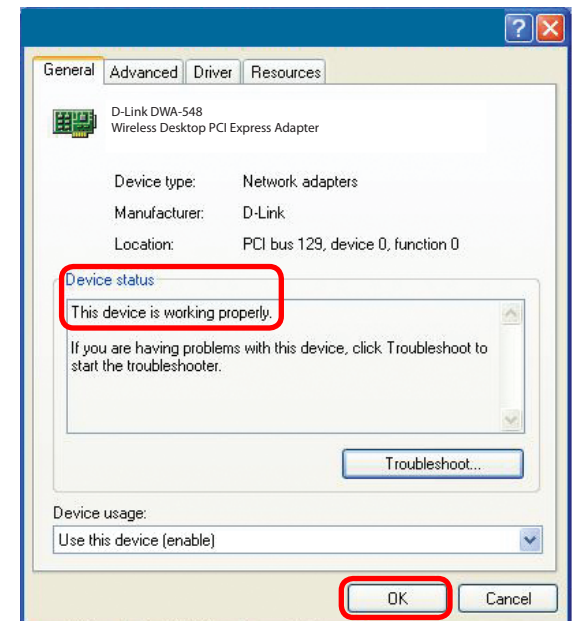 General Advanced Driver Resources
D-Link DWA-548
Wireless Desktop PCI Express Adapter
Device type: Network adapters
Manufacturer: D-Link
Location: PCI bus 129, device 0, function 0
Device status
This device is working properly.
If you are having problems with this device, click Troubleshoot to
start the troubleshooter.
Troubleshoot...
Device usage:
Use this device (enable)
OK Cancel